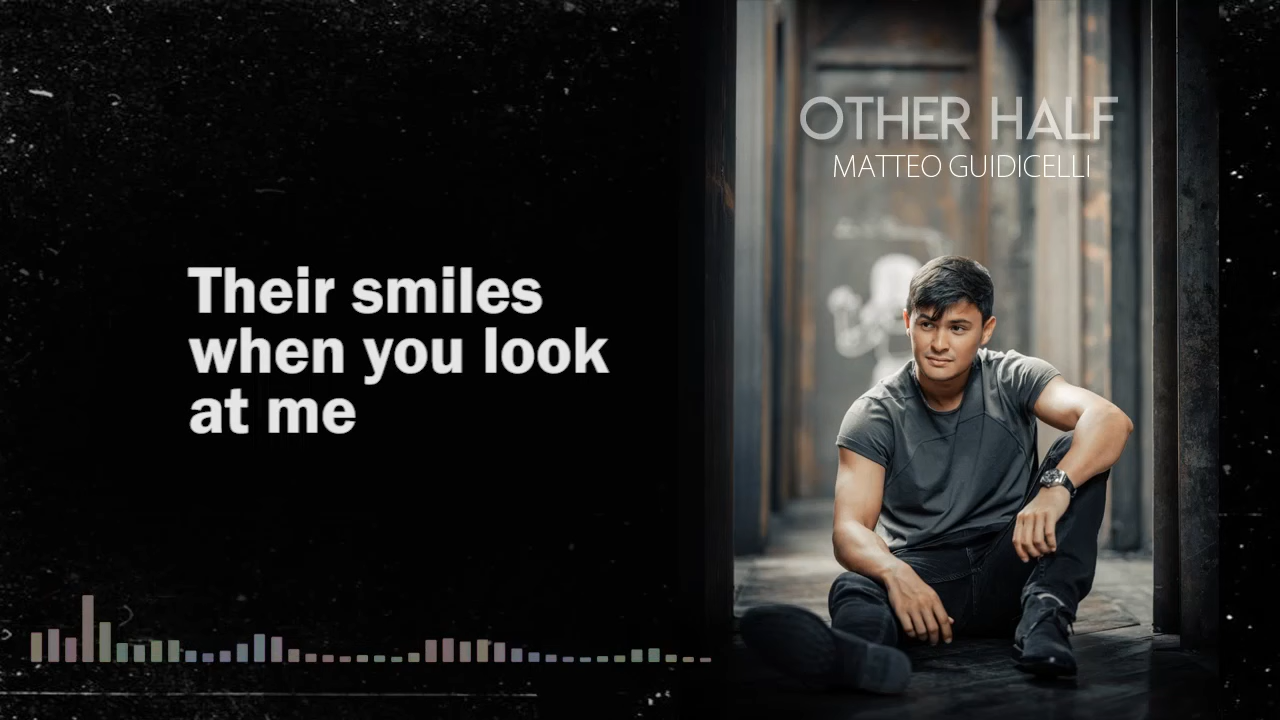 Their smiles
when you look
at me
OTHER HALF
MATTEO GUIDICELLI